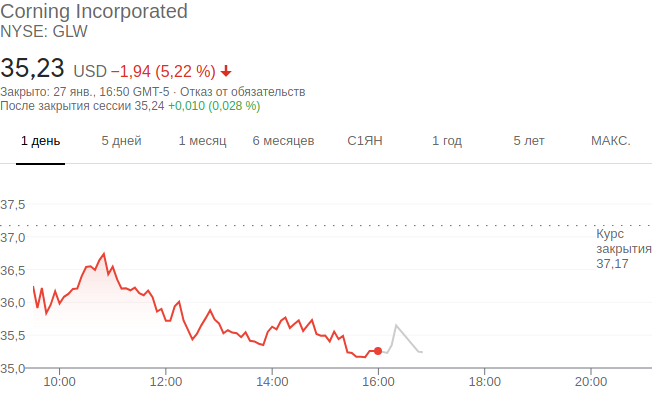 Corning Incorporated
NYSE: GLW
35,23 USD −1,94 (5,22 %)
Закрыто: 27 янв., 16:50 GMT-5 · Отказ от обязательств
После закрытия сессии 35,24 +0,010 (0,028 %)
1 день 5 дней 1 месяц 6 месяцев С1ЯН 1 год 5 лет МАКС.
37,5
37,0
36,5
36,0
35,5
35,0
Курс
закрытия
37,17
10:00 12:00 14:00 16:00 18:00 20:00